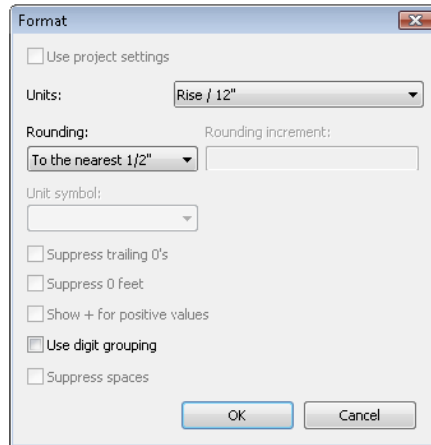 Format
Use project settings
Units: Rise / 12"
Rounding: Rounding increment:
To the nearest 1/2"
Unit symbol:
Suppress trailing 0's
Suppress 0 feet
Show + for positive values
Use digit grouping
Suppress spaces
OK Cancel